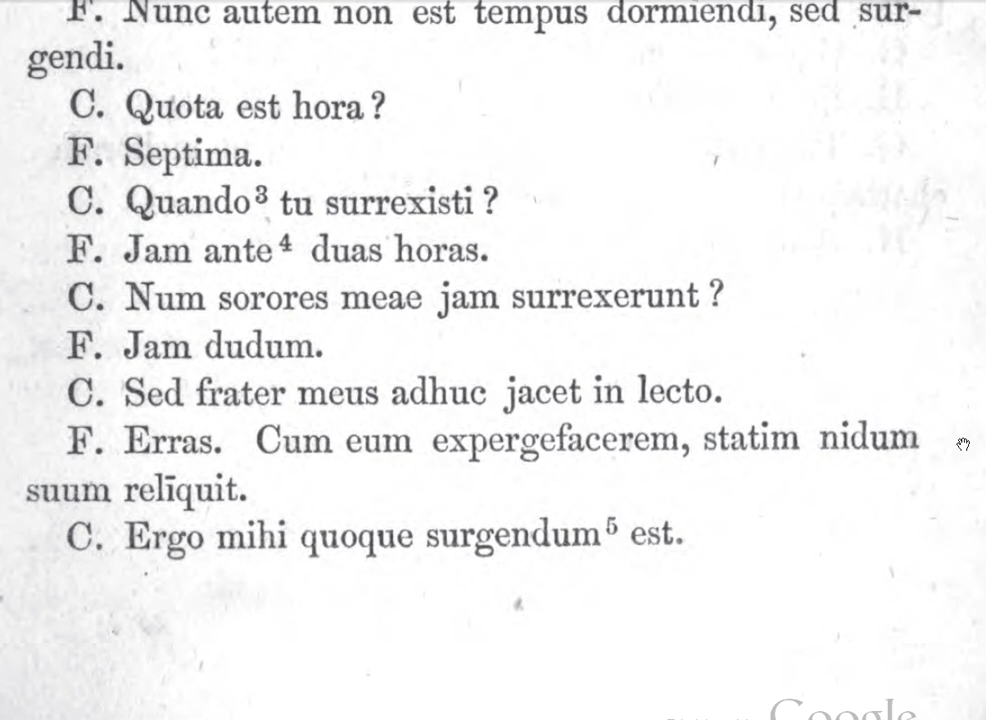 F. Nunc autem non est tempus dormiendi, sed sur-
gendi.
C. Quota est hora?
F. Septima.
C. Quando³ tu surrexisti?
F. Jam ante⁴ duas horas.
C. Num sorores meae jam surrexerunt?
F. Jam dudum.
C. Sed frater meus adhuc jacet in lecto.
F. Erras. Cum eum expergefacerem, statim nidum
suum relīquit.
C. Ergo mihi quoque surgendum⁵ est.
Google